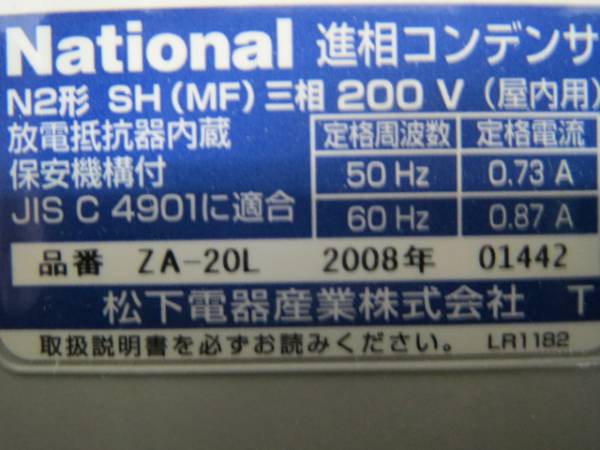 National 進相コンデンサ
N2形 SH(MF)三相 200 V (屋内用)
放電抵抗器内蔵 定格周波数 定格電流
保安機構付 50 Hz 0.73 A
JIS C 4901に適合 60 Hz 0.87 A
品番 ZA-20L 2008年 01442
松下電器産業株式会社 T
取扱説明書を必ずお読みください。 LR1182